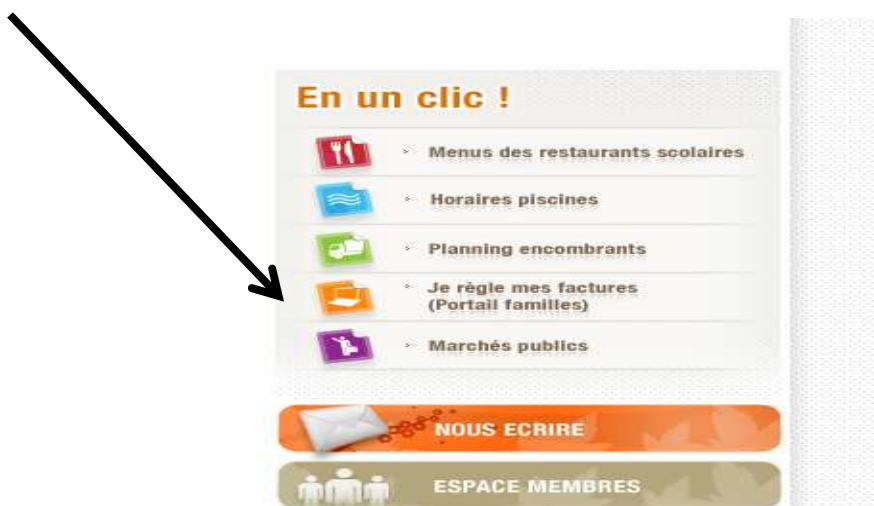 En un clic !
Menus des restaurants scolaires
Horaires piscines
Planning encombrants
Je règle mes factures
(Portail familles)
Marchés publics
NOUS ECRIRE
ESPACE MEMBRES